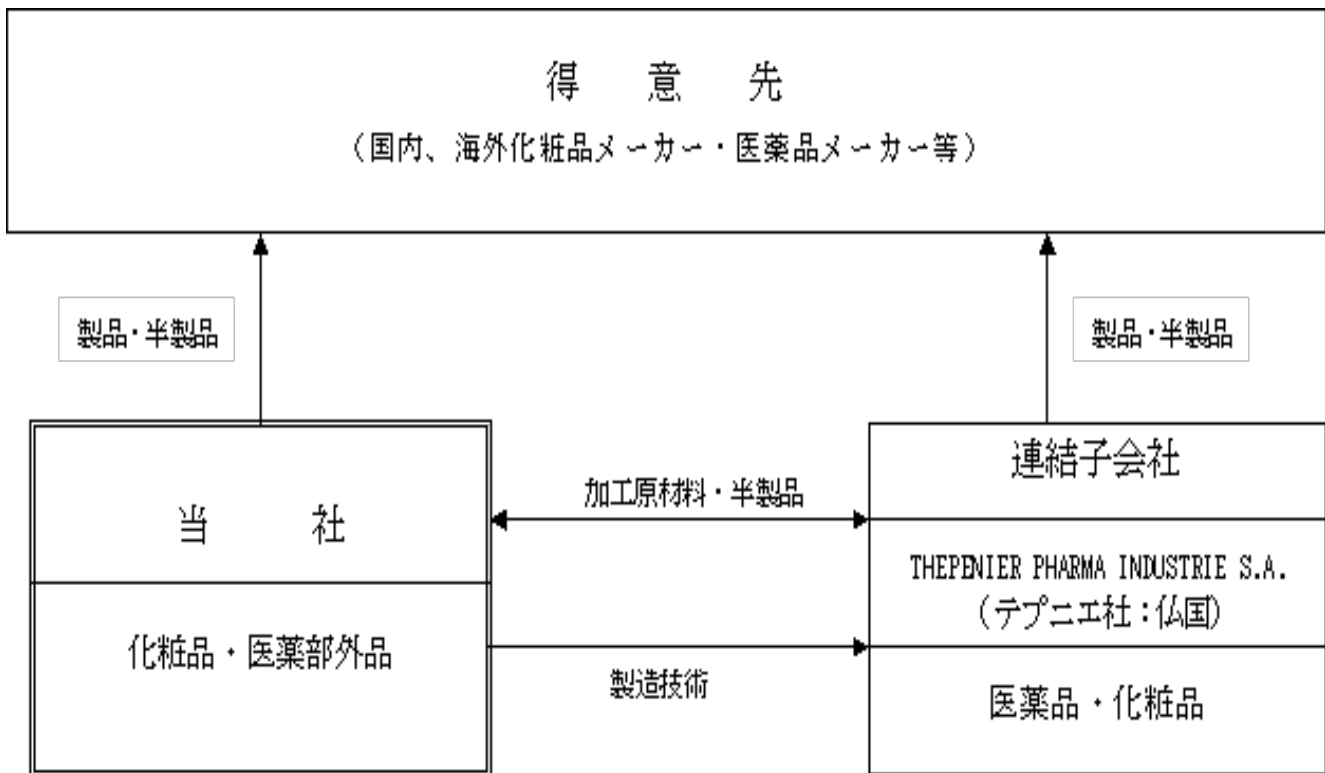 得 意 先
（国内、海外化粧品メーカー・医薬品メーカー等）
製品・半製品
製品・半製品
当 社
化粧品・医薬部外品
加工原材料・半製品
製造技術
連結子会社
THEPENIER PHARMA INDUSTRIE S.A.
（テプニエ社：仏国）
医薬品・化粧品